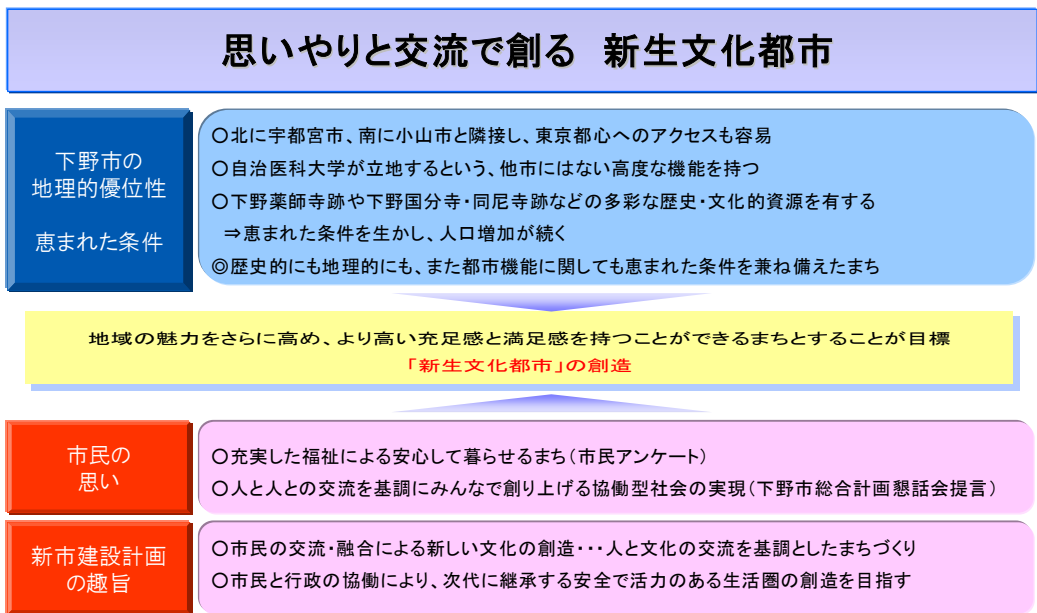 思いやりと交流で創る　新生文化都市
下野市の
地理的優位性
恵まれた条件
○北に宇都宮市、南に小山市と隣接し、東京都心へのアクセスも容易
○自治医科大学が立地するという、他市にはない高度な機能を持つ
○下野薬師寺跡や下野国分寺・同尼寺跡などの多彩な歴史・文化的資源を有する
⇒恵まれた条件を生かし、人口増加が続く
◎歴史的にも地理的にも、また都市機能に関しても恵まれた条件を兼ね備えたまち
地域の魅力をさらに高め、より高い充足感と満足感を持つことができるまちとすることが目標
「新生文化都市」の創造
市民の
思い
○充実した福祉による安心して暮らせるまち（市民アンケート）
○人と人との交流を基調にみんなで創り上げる協働型社会の実現（下野市総合計画懇話会提言）
新市建設計画
の趣旨
○市民の交流・融合による新しい文化の創造・・・人と文化の交流を基調としたまちづくり
○市民と行政の協働により、次代に継承する安全で活力のある生活圏の創造を目指す